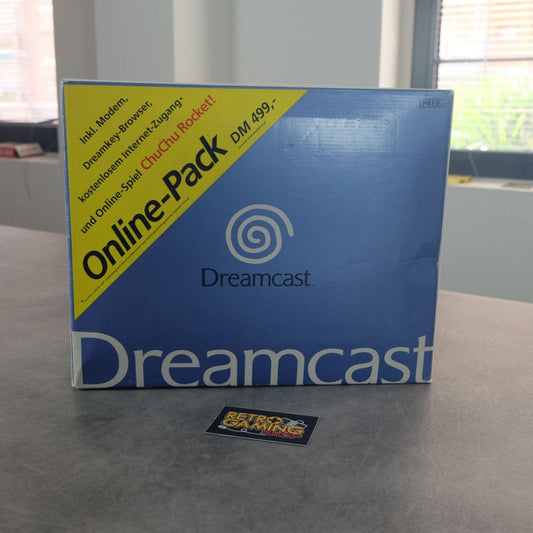 Inkl. Modem,
Dreamkey-Browser,
kostenlosem Internet-Zugang*
und Online-Spiel ChuChu Rocket!
Online-Pack DM 499,-
PAL
Dreamcast
Dreamcast
RETRO
GAMING
SHOP